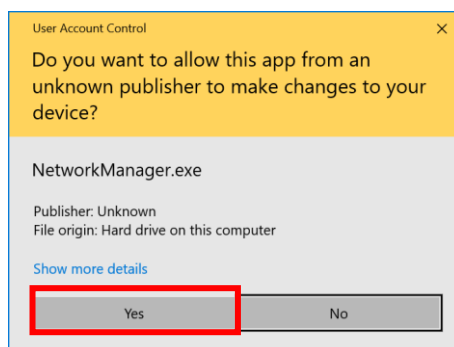 User Account Control
Do you want to allow this app from an
unknown publisher to make changes to your
device?
NetworkManager.exe
Publisher: Unknown
File origin: Hard drive on this computer
Show more details
Yes
No